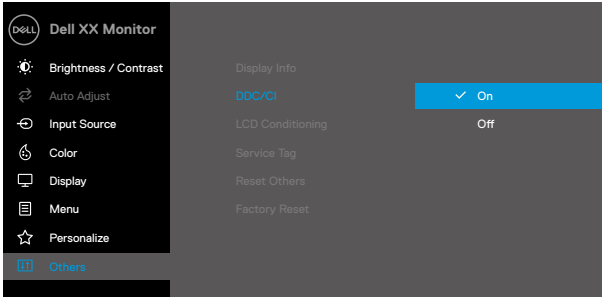 DELL
Dell XX Monitor
Brightness / Contrast
Auto Adjust
Input Source
Color
Display
Menu
Personalize
Others
Display Info
DDC/CI
LCD Conditioning
Service Tag
Reset Others
Factory Reset
On
Off